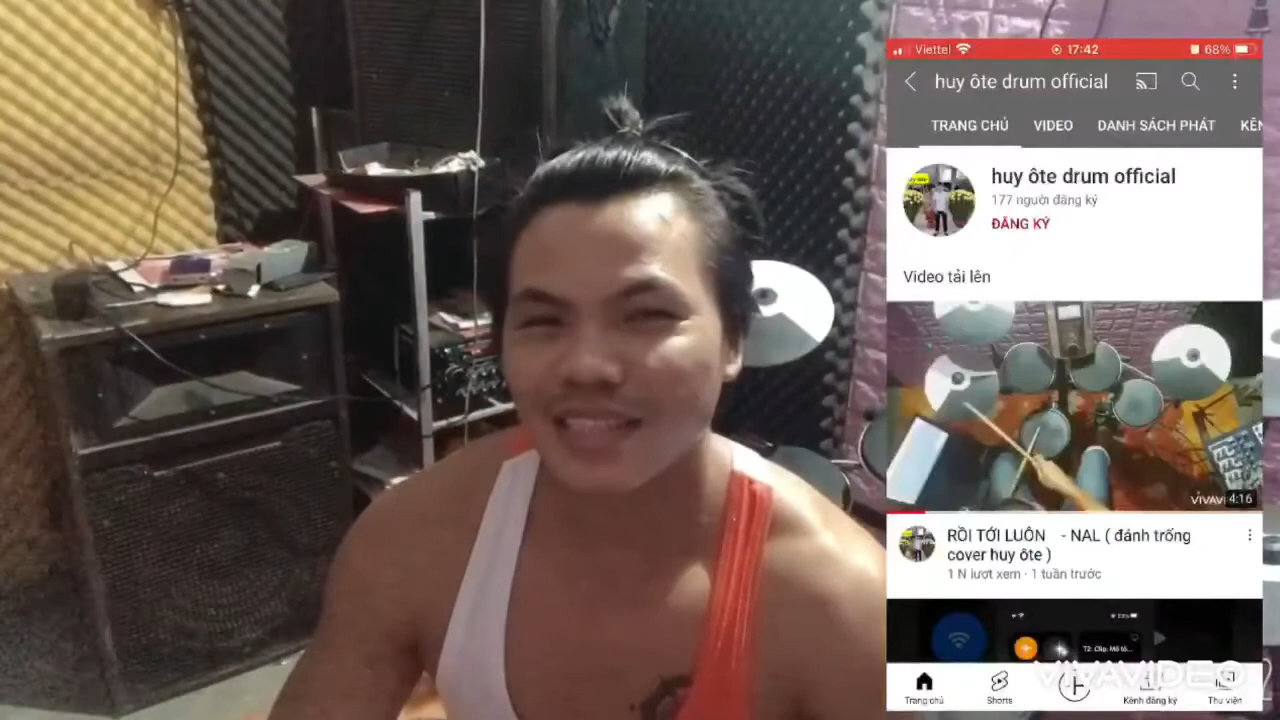 Viettel 17:42 68%
huy ôte drum official
TRANG CHỦ VIDEO DANH SÁCH PHÁT KÊN
huy ôte drum official
177 người đăng ký
ĐĂNG KÝ
Video tải lên
VIVAVI 4:16
RỒI TỚI LUÔN - NAL ( đánh trống
cover huy ôte )
1 N lượt xem · 1 tuần trước
VIVAVIDEO
Trang chủ Shorts Kênh đăng ký Thư viện